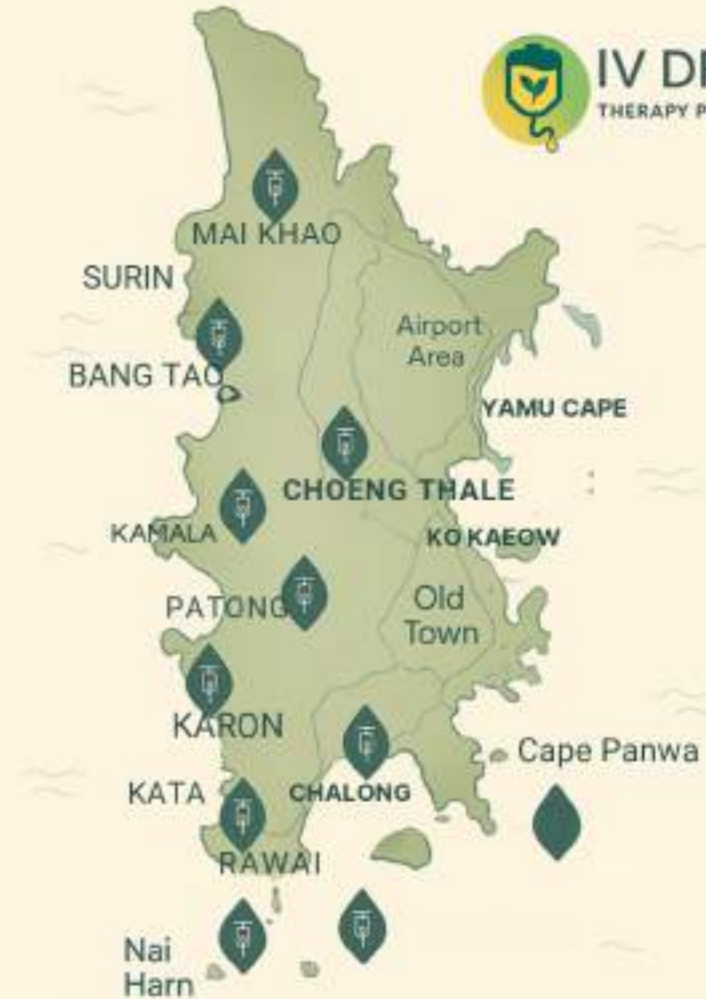 IV D
THERAPY P
MAI KHAO
SURIN
Airport
Area
BANG TAO
YAMU CAPE
CHOENG THALE
KAMALA
KO KAEOW
PATONG
Old
Town
KARON
Cape Panwa
KATA
CHALONG
RAWAI
Nai
Harn